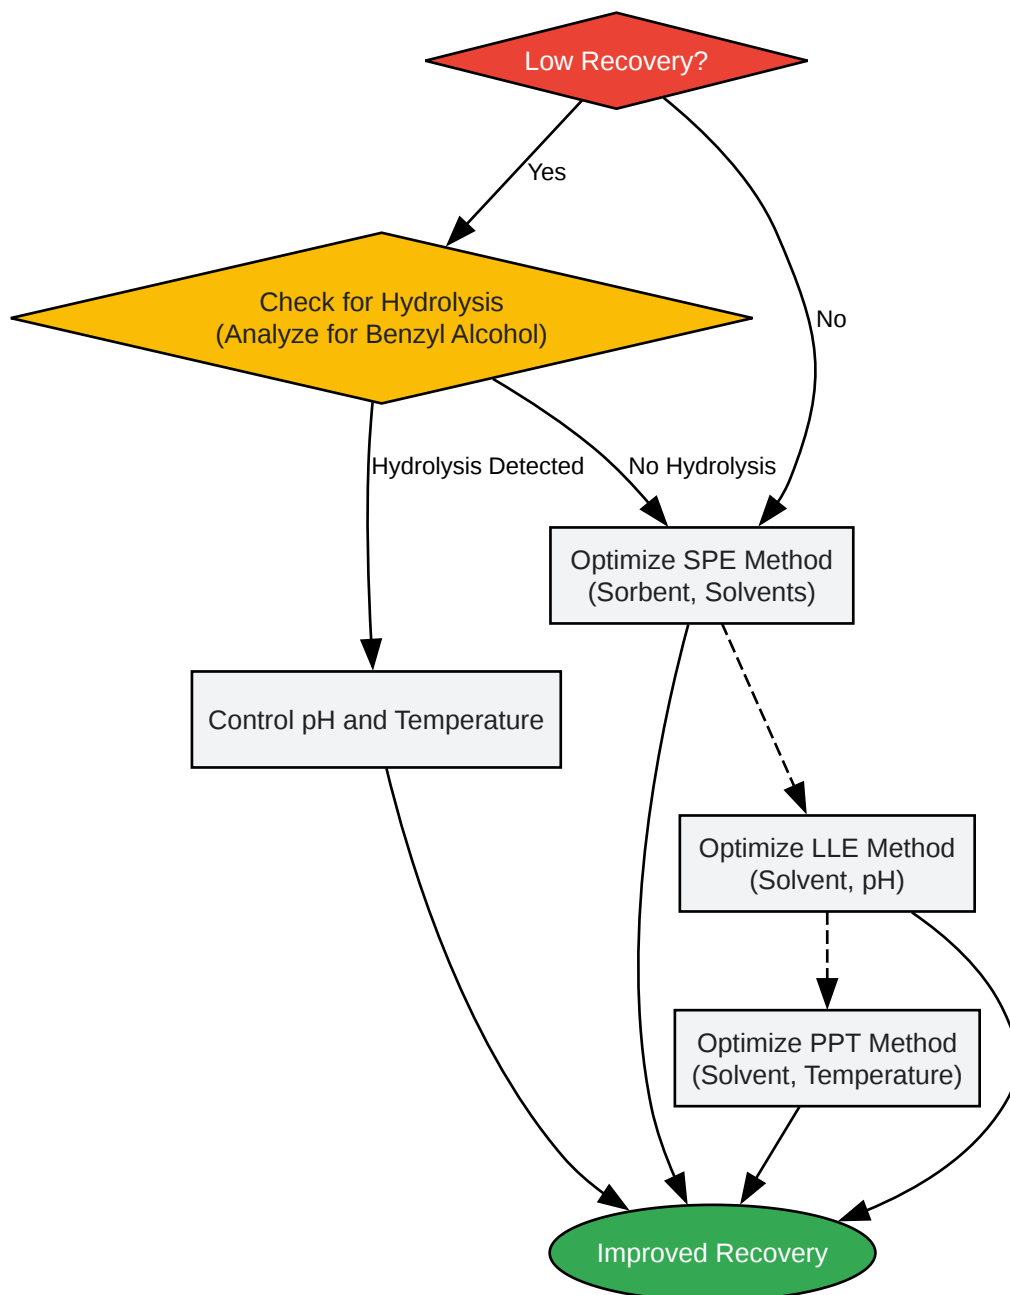 Low Recovery?
Yes
Check for Hydrolysis
(Analyze for Benzyl Alcohol)
No
Hydrolysis Detected
No Hydrolysis
Optimize SPE Method
(Sorbent, Solvents)
Control pH and Temperature
Optimize LLE Method
(Solvent, pH)
Optimize PPT Method
(Solvent, Temperature)
Improved Recovery